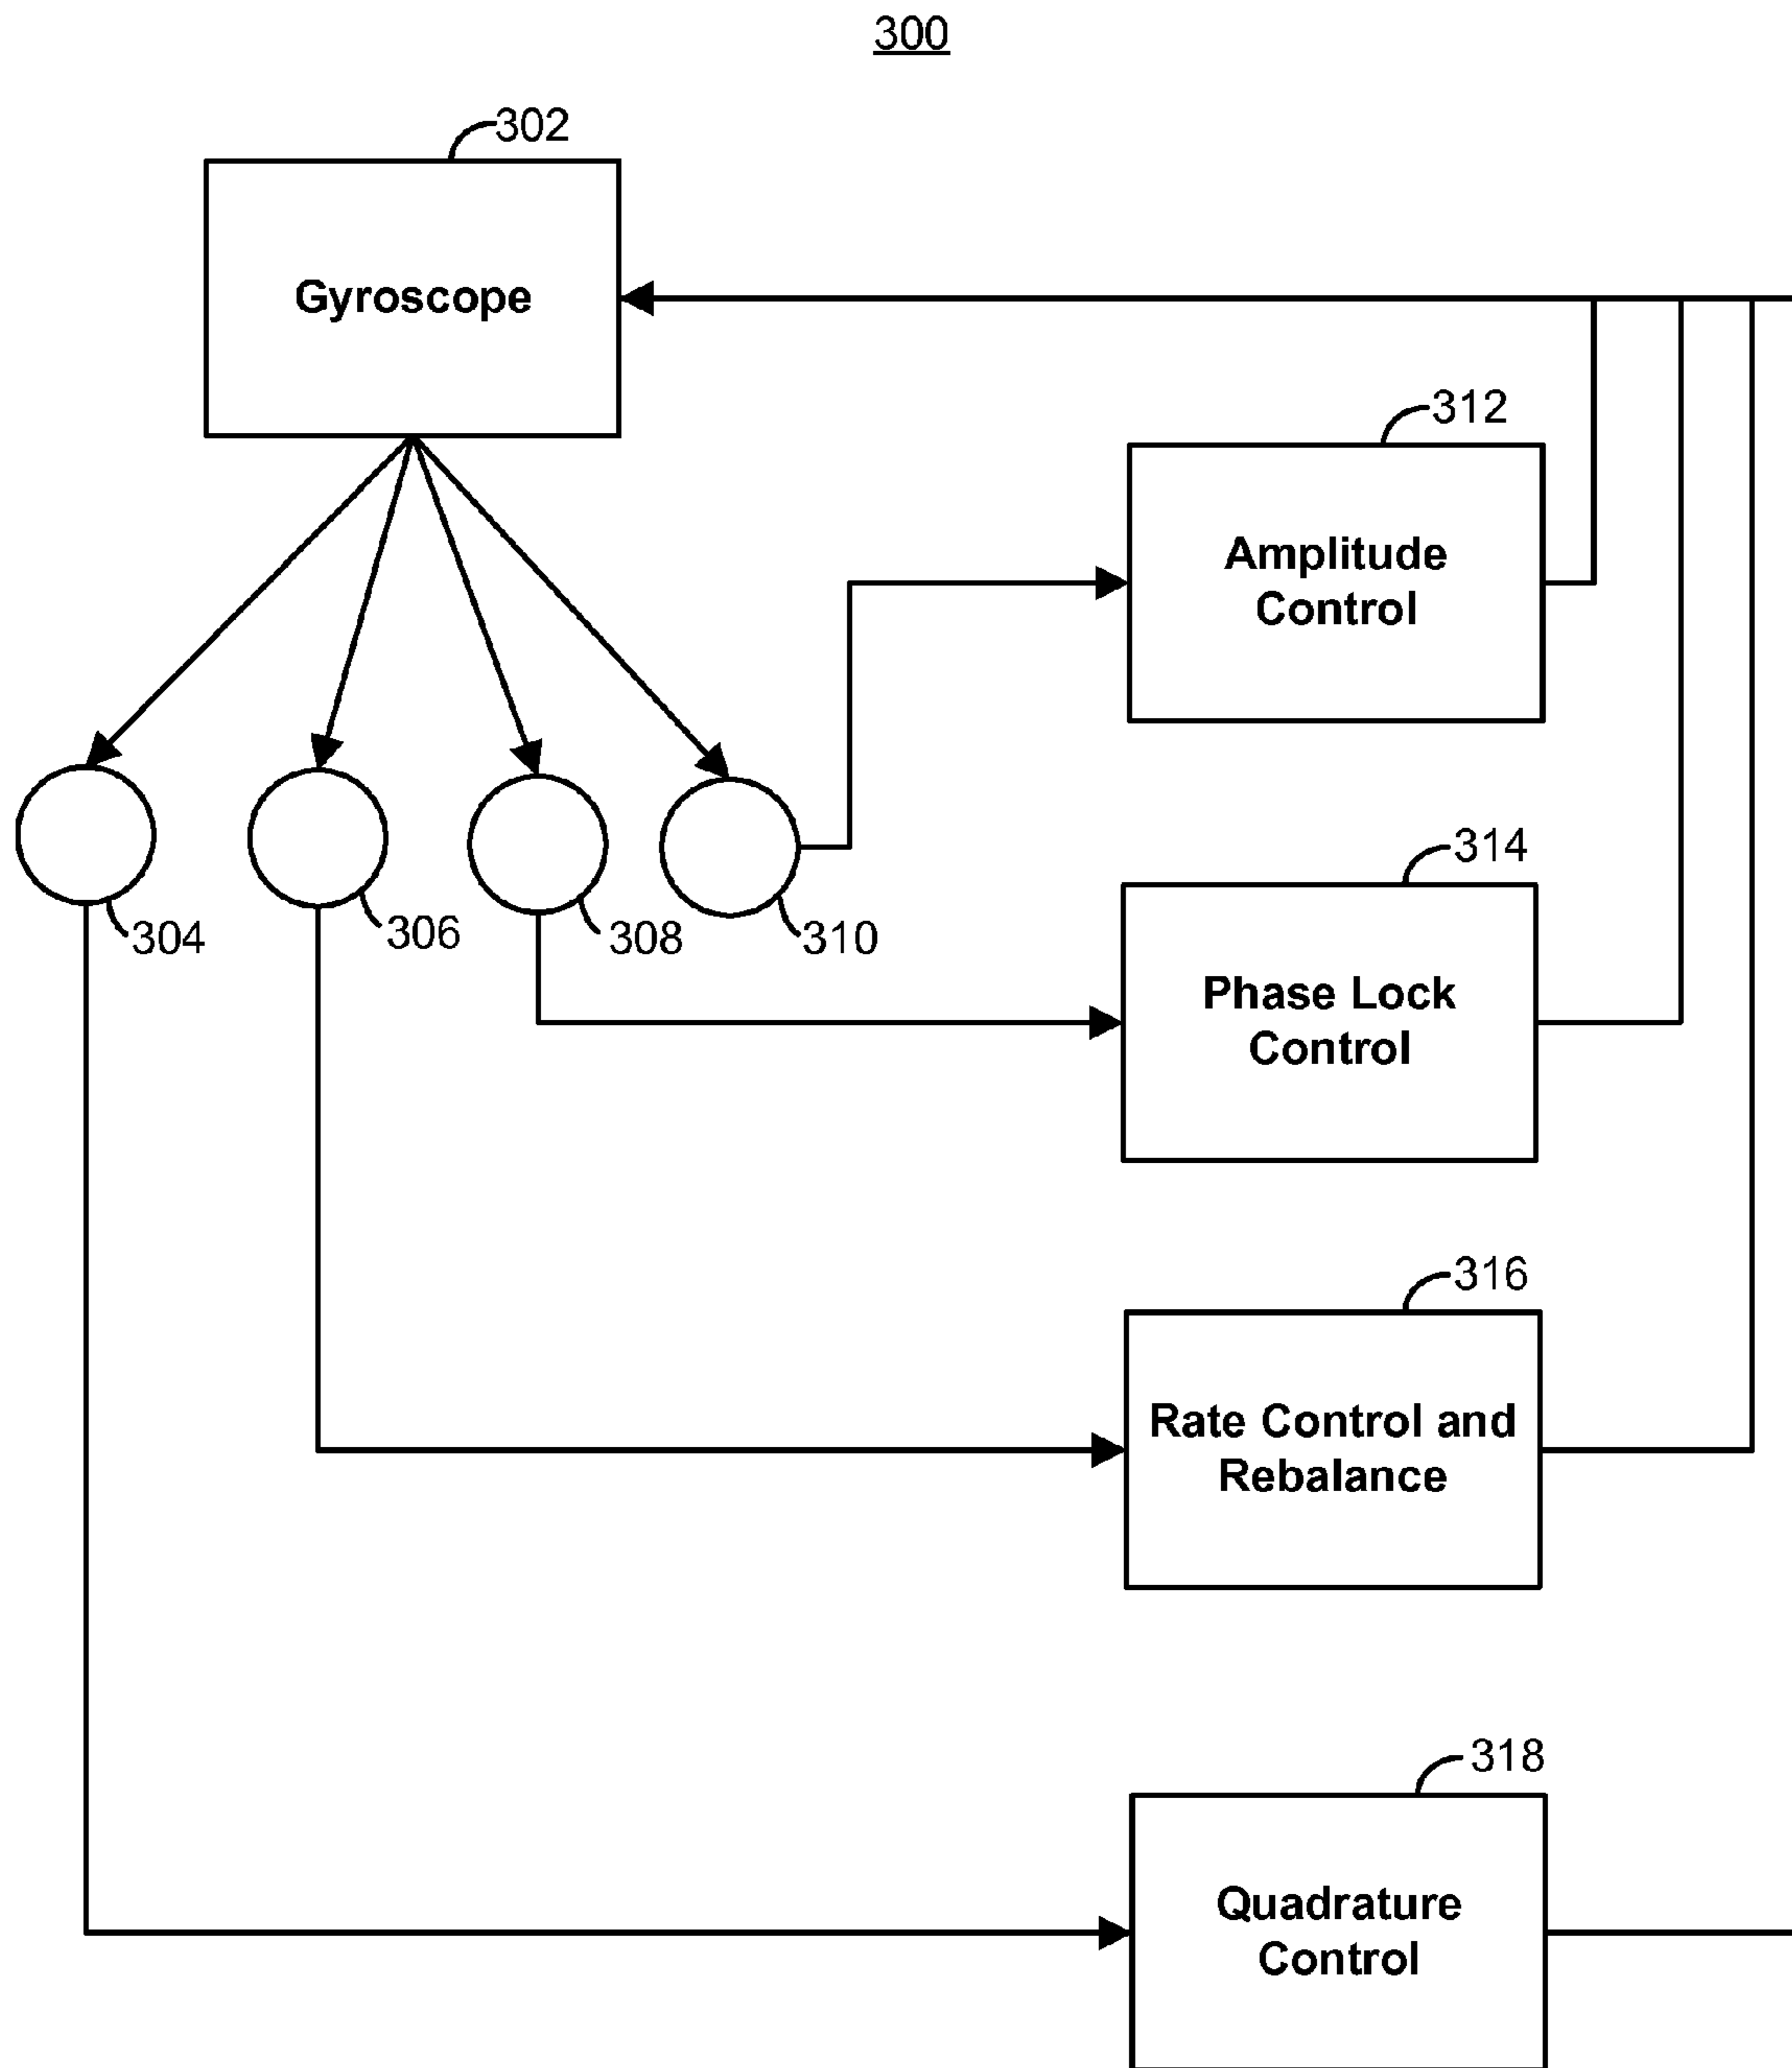 300
302
Gyroscope
312
Amplitude
Control
314
304
306
308
310
Phase Lock
Control
316
Rate Control and
Rebalance
318
Quadrature
Control